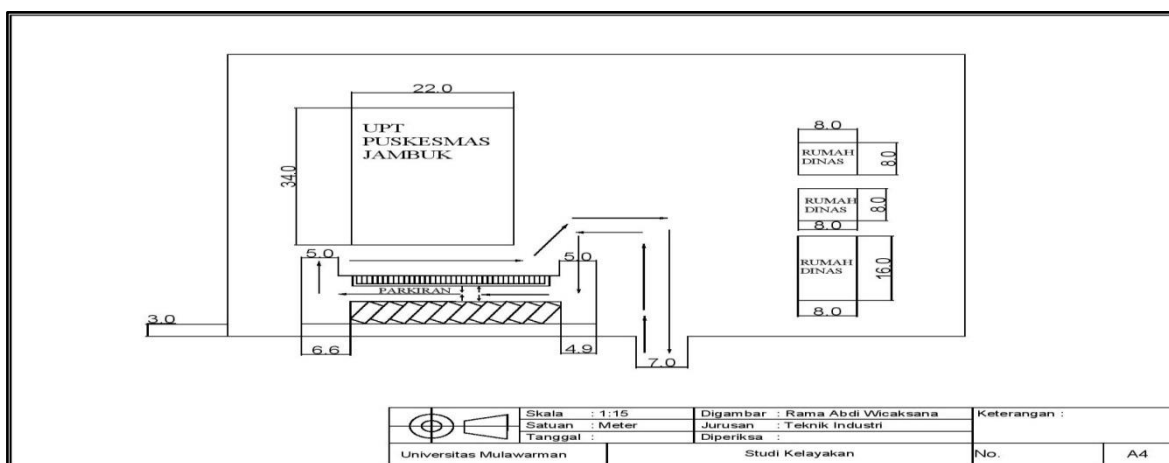 22.0
UPT
PUSKESMAS
JAMBUK
34.0
8.0
RUMAH
DINAS
8.0
RUMAH
DINAS
8.0
8.0
RUMAH
DINAS
16.0
8.0
5.0
5.0
PARKIRAN
3.0
6.6
4.9
7.0
Skala : 1:15
Satuan : Meter
Tanggal :
Digambar : Rama Abdi Wicaksana
Jurusan : Teknik Industri
Diperiksa :
Keterangan :
Universitas Mulawarman
Studi Kelayakan
No.
A4